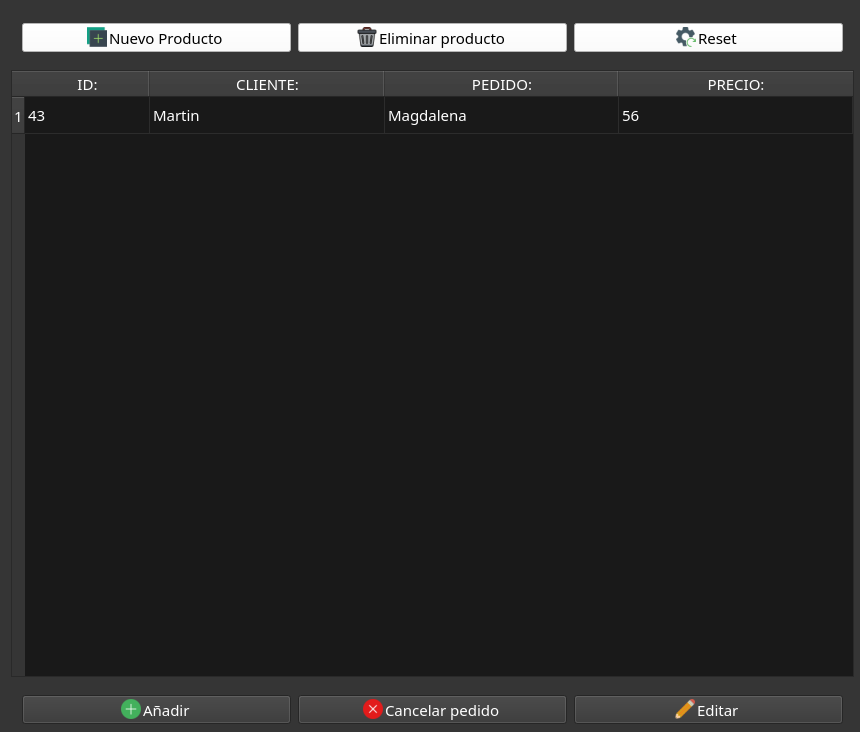 Nuevo Producto Eliminar producto Reset
ID: CLIENTE: PEDIDO: PRECIO:
1 43 Martin Magdalena 56
Añadir Cancelar pedido Editar